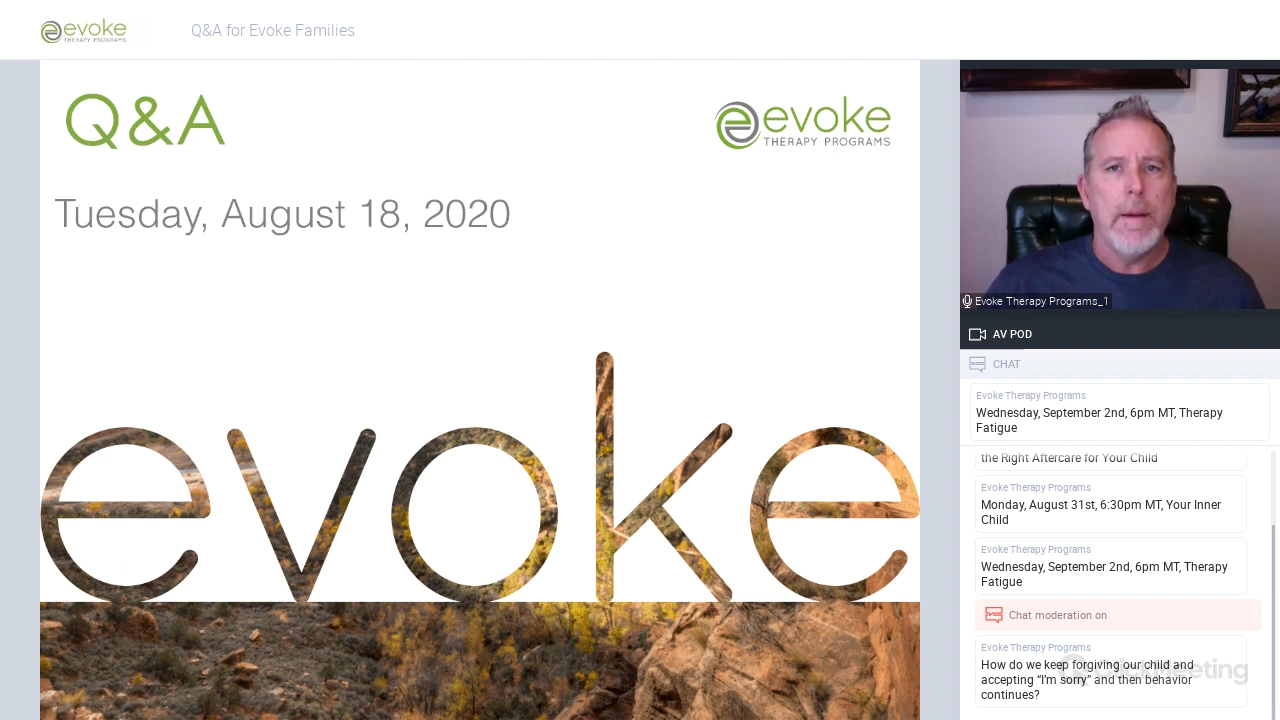 evoke
THERAPY PROGRAMS
Q&A for Evoke Families
Q&A
evoke
THERAPY PROGRAMS
Tuesday, August 18, 2020
evoke
Evoke Therapy Programs_1
AV POD
CHAT
Evoke Therapy Programs
Wednesday, September 2nd, 6pm MT, Therapy
Fatigue
the Right Aftercare for Your Child
Evoke Therapy Programs
Monday, August 31st, 6:30pm MT, Your Inner
Child
Evoke Therapy Programs
Wednesday, September 2nd, 6pm MT, Therapy
Fatigue
Chat moderation on
Evoke Therapy Programs
How do we keep forgiving our child and
accepting “I’m sorry” and then behavior
continues?
ClickMeeting